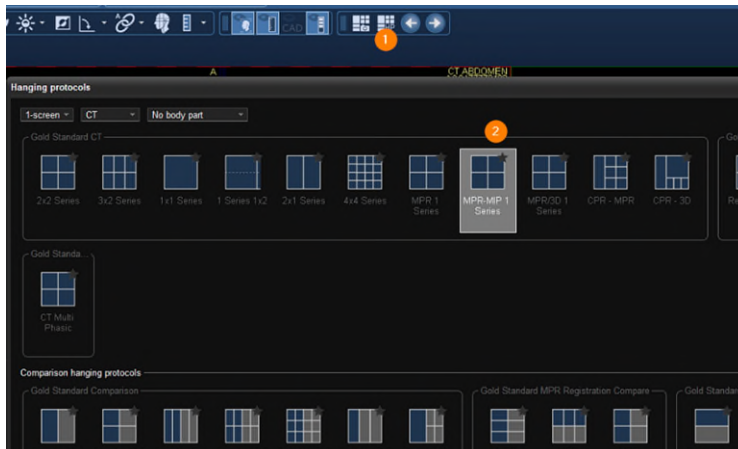 CAD
1
A
CT ABDOMEN
Hanging protocols
1-screen
CT
No body part
2
Gold Standard CT
2x2 Series
3x2 Series
1x1 Series
1 Series 1x2
2x1 Series
4x4 Series
MPR 1
Series
MPR-MIP 1
Series
MPR/3D 1
Series
CPR - MPR
CPR - 3D
Gold Standa...
CT Multi
Phasic
Comparison hanging protocols
Gold Standard Comparison
Gold Standard MPR Registration Compare
Gold Standar